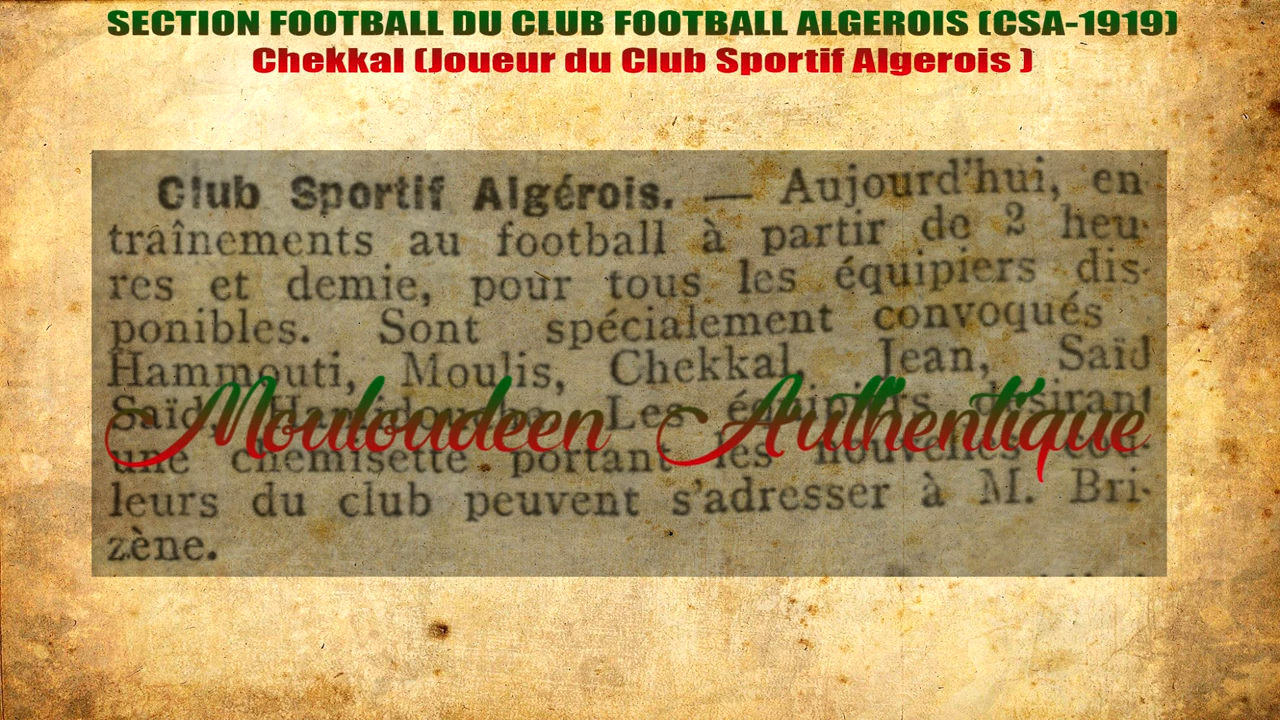 SECTION FOOTBALL DU CLUB FOOTBALL ALGEROIS (CSA-1919)
Chekkal (Joueur du Club Sportif Algerois )
Club Sportif Algérois. — Aujourd'hui, en
traînements au football à partir de 2 heu-
res et demie, pour tous les équipiers dis-
ponibles. Sont spécialement convoqués
Hammouti, Moulis, Chekkal, Jean, Saïd
Saïd Les équipiers désirant
Mouloudeen Authentique
une chemisette portant les nouvelles cou-
leurs du club peuvent s'adresser à M. Bri-
zène.